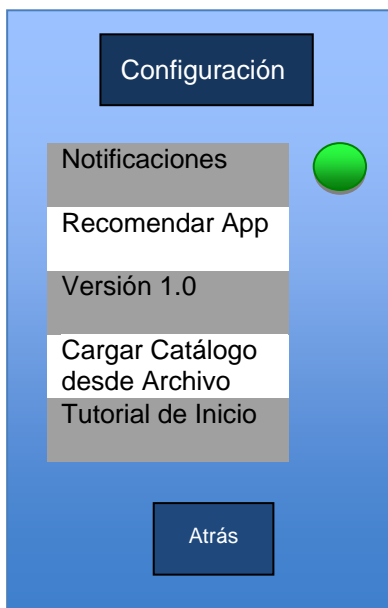 Configuración
Notificaciones
Recomendar App
Versión 1.0
Cargar Catálogo
desde Archivo
Tutorial de Inicio
Atrás